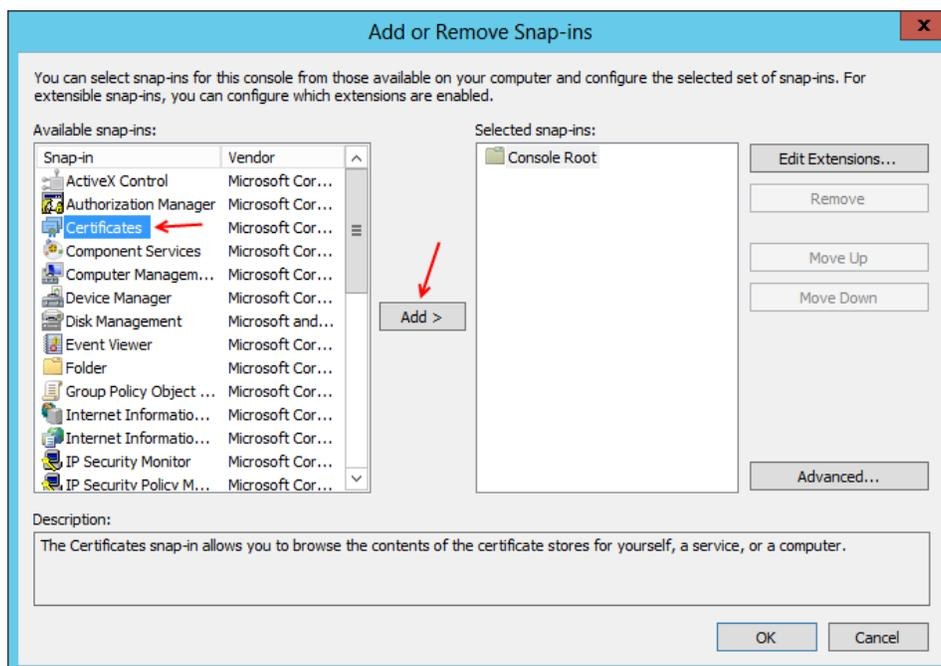 Add or Remove Snap-ins
x
You can select snap-ins for this console from those available on your computer and configure the selected set of snap-ins. For
extensible snap-ins, you can configure which extensions are enabled.
Available snap-ins:
Snap-in Vendor
ActiveX Control Microsoft Cor...
Authorization Manager Microsoft Cor...
Certificates Microsoft Cor...
Component Services Microsoft Cor...
Computer Managem... Microsoft Cor...
Device Manager Microsoft Cor...
Disk Management Microsoft and...
Event Viewer Microsoft Cor...
Folder Microsoft Cor...
Group Policy Object ... Microsoft Cor...
Internet Informatio... Microsoft Cor...
Internet Informatio... Microsoft Cor...
IP Security Monitor Microsoft Cor...
IP Security Policy M... Microsoft Cor...
Add >
Selected snap-ins:
Console Root
Edit Extensions...
Remove
Move Up
Move Down
Advanced...
Description:
The Certificates snap-in allows you to browse the contents of the certificate stores for yourself, a service, or a computer.
OK
Cancel